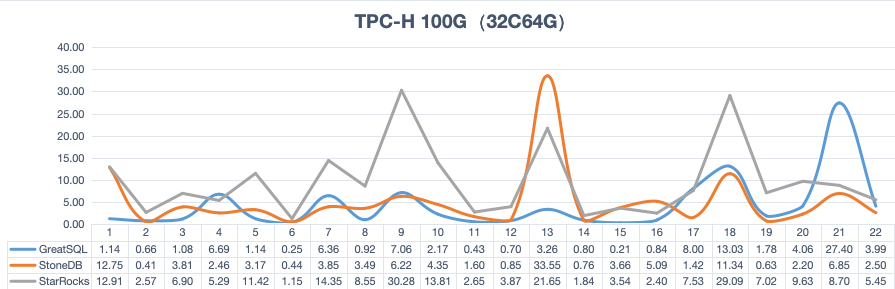 TPC-H 100G（32C64G）
40.00
35.00
30.00
25.00
20.00
15.00
10.00
5.00
0.00
1 2 3 4 5 6 7 8 9 10 11 12 13 14 15 16 17 18 19 20 21 22
GreatSQL 1.14 0.66 1.08 6.69 1.14 0.25 6.36 0.92 7.06 2.17 0.43 0.70 3.26 0.80 0.21 0.84 8.00 13.03 1.78 4.06 27.40 3.99
StoneDB 12.75 0.41 3.81 2.46 3.17 0.44 3.85 3.49 6.22 4.35 1.60 0.85 33.55 0.76 3.66 5.09 1.42 11.34 0.63 2.20 6.85 2.50
StarRocks 12.91 2.57 6.90 5.29 11.42 1.15 14.35 8.55 30.28 13.81 2.65 3.87 21.65 1.84 3.54 2.40 7.53 29.09 7.02 9.63 8.70 5.45